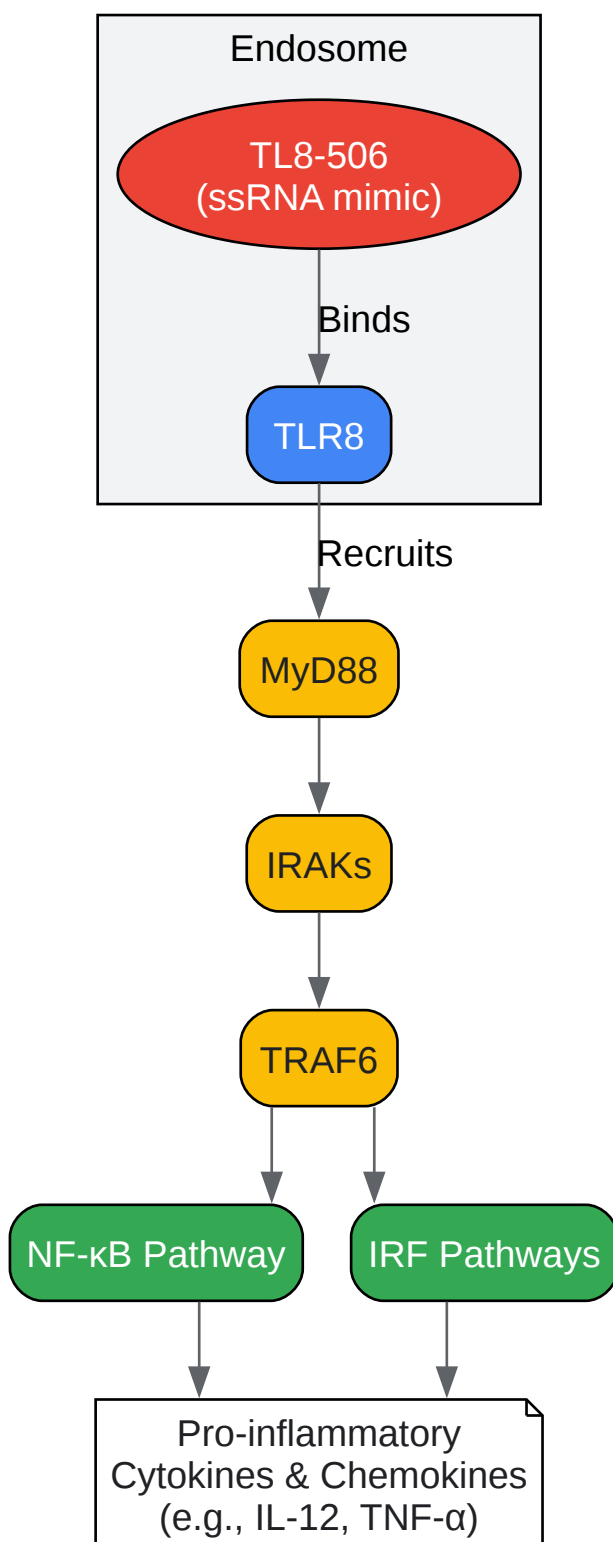 Endosome
TL8-506
(ssRNA mimic)
Binds
TLR8
Recruits
MyD88
IRAKs
TRAF6
NF-κB Pathway
IRF Pathways
Pro-inflammatory
Cytokines & Chemokines
(e.g., IL-12, TNF-α)